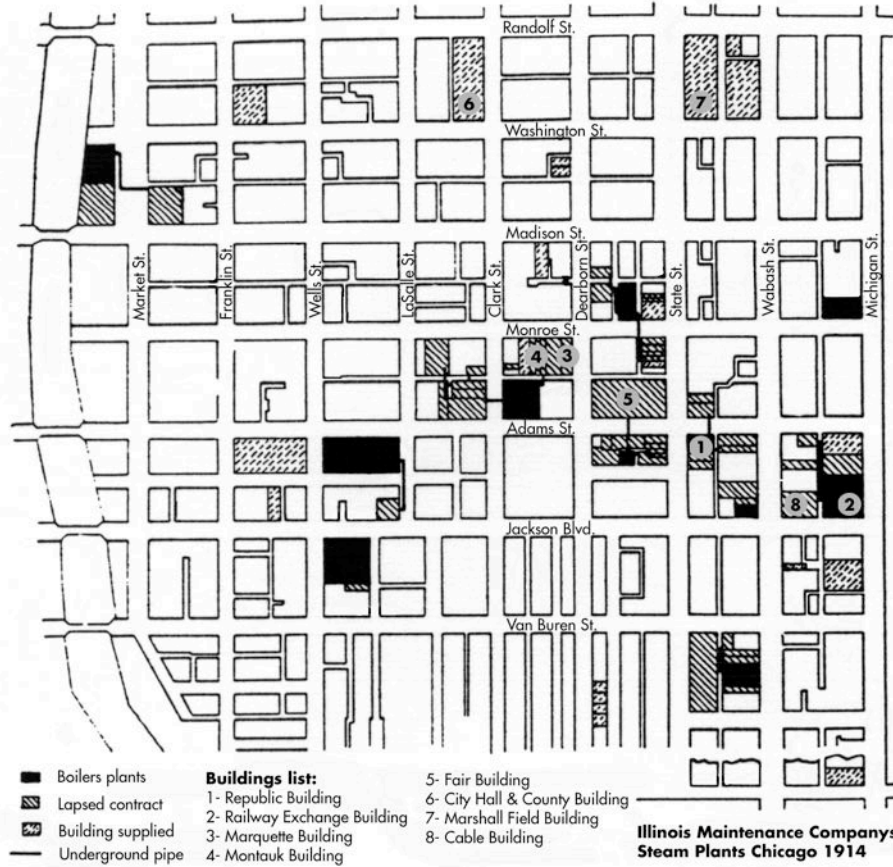 Randolf St.
6
7
Washington St.
Madison St.
Market St.
Franklin St.
Wells St.
LaSalle St.
Clark St.
Dearborn St.
State St.
Wabash St.
Michigan St.
Monroe St.
4
3
5
Adams St.
1
8
2
Jackson Blvd.
Van Buren St.
Boilers plants
Lapsed contract
Building supplied
Underground pipe
Buildings list:
1- Republic Building
2- Railway Exchange Building
3- Marquette Building
4- Montauk Building
5- Fair Building
6- City Hall & County Building
7- Marshall Field Building
8- Cable Building
Illinois Maintenance Companys
Steam Plants Chicago 1914